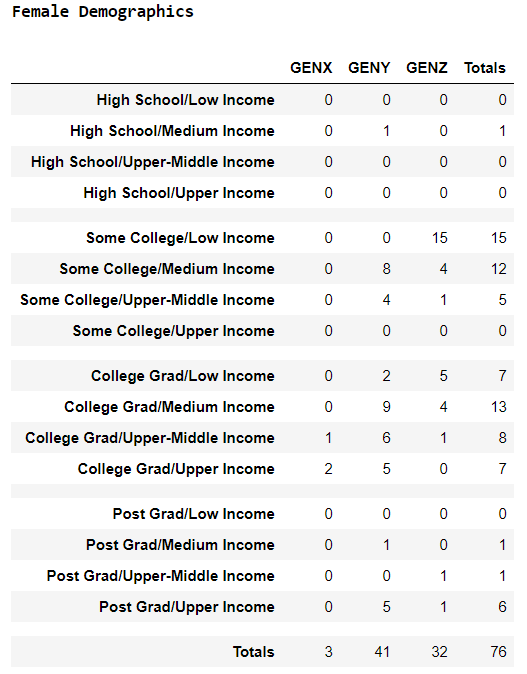 Female Demographics
GENX GENY GENZ Totals
High School/Low Income 0 0 0 0
High School/Medium Income 0 1 0 1
High School/Upper-Middle Income 0 0 0 0
High School/Upper Income 0 0 0 0
Some College/Low Income 0 0 15 15
Some College/Medium Income 0 8 4 12
Some College/Upper-Middle Income 0 4 1 5
Some College/Upper Income 0 0 0 0
College Grad/Low Income 0 2 5 7
College Grad/Medium Income 0 9 4 13
College Grad/Upper-Middle Income 1 6 1 8
College Grad/Upper Income 2 5 0 7
Post Grad/Low Income 0 0 0 0
Post Grad/Medium Income 0 1 0 1
Post Grad/Upper-Middle Income 0 0 1 1
Post Grad/Upper Income 0 5 1 6
Totals 3 41 32 76